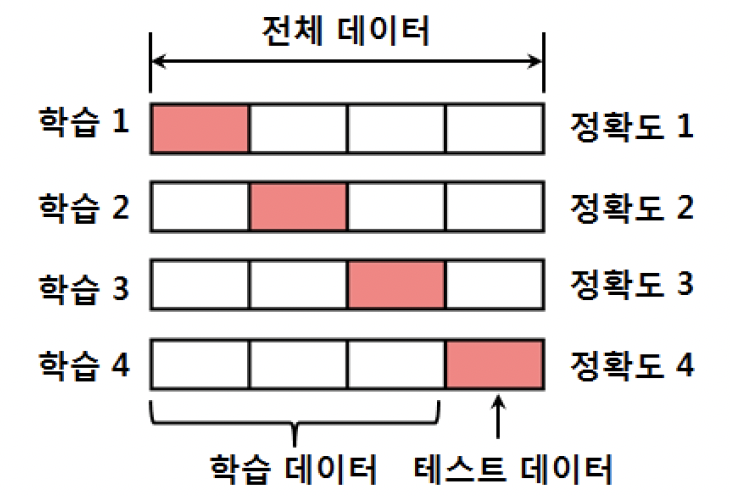 전체 데이터
학습 1 정확도 1
학습 2 정확도 2
학습 3 정확도 3
학습 4 정확도 4
학습 데이터 테스트 데이터